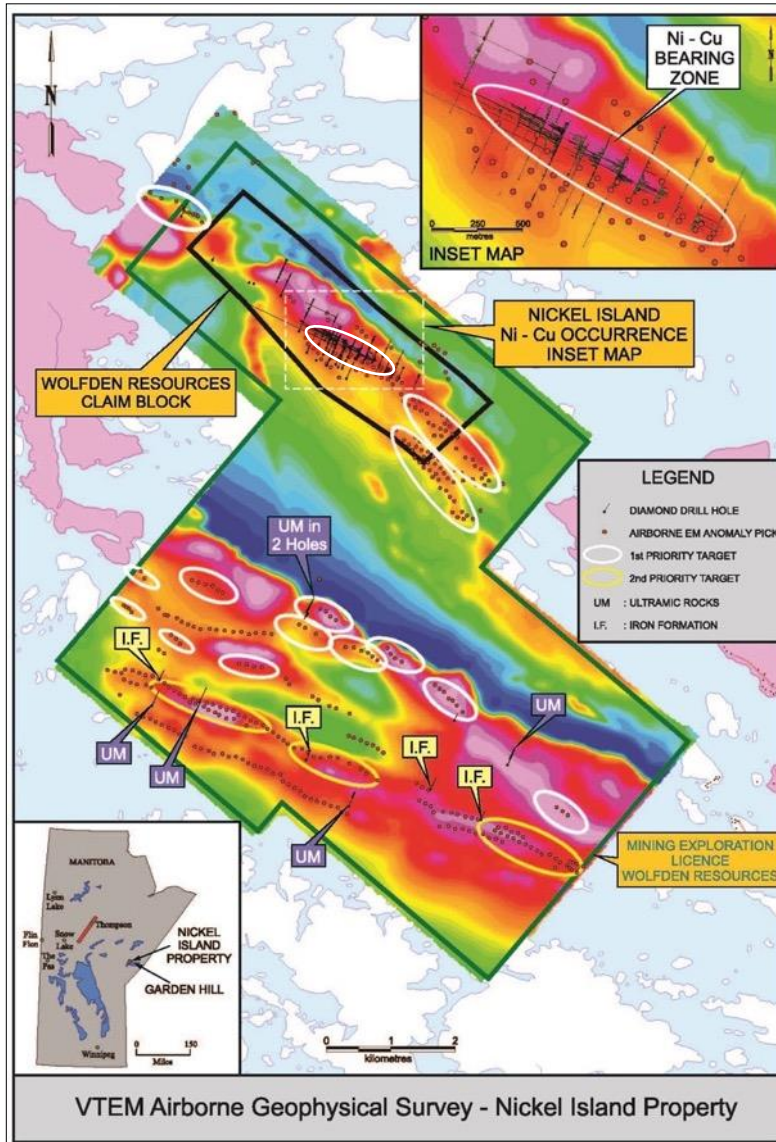 Ni - Cu
BEARING
ZONE
N
0 250 500
metres
INSET MAP
NICKEL ISLAND
Ni - Cu OCCURRENCE
INSET MAP
WOLFDEN RESOURCES
CLAIM BLOCK
LEGEND
DIAMOND DRILL HOLE
AIRBORNE EM ANOMALY PICK
1st PRIORITY TARGET
2nd PRIORITY TARGET
UM : ULTRAMIC ROCKS
I.F. : IRON FORMATION
UM in
2 Holes
I.F.
UM
I.F.
I.F.
I.F.
UM
UM
UM
MINING EXPLORATION
LICENCE
WOLFDEN RESOURCES
MANITOBA
Lynn
Lake
Thompson
Snow
Lake
Flin
Flon
The
Pas
NICKEL
ISLAND
PROPERTY
GARDEN HILL
Winnipeg
0 150
Miles
0 1 2
kilometres
VTEM Airborne Geophysical Survey - Nickel Island Property